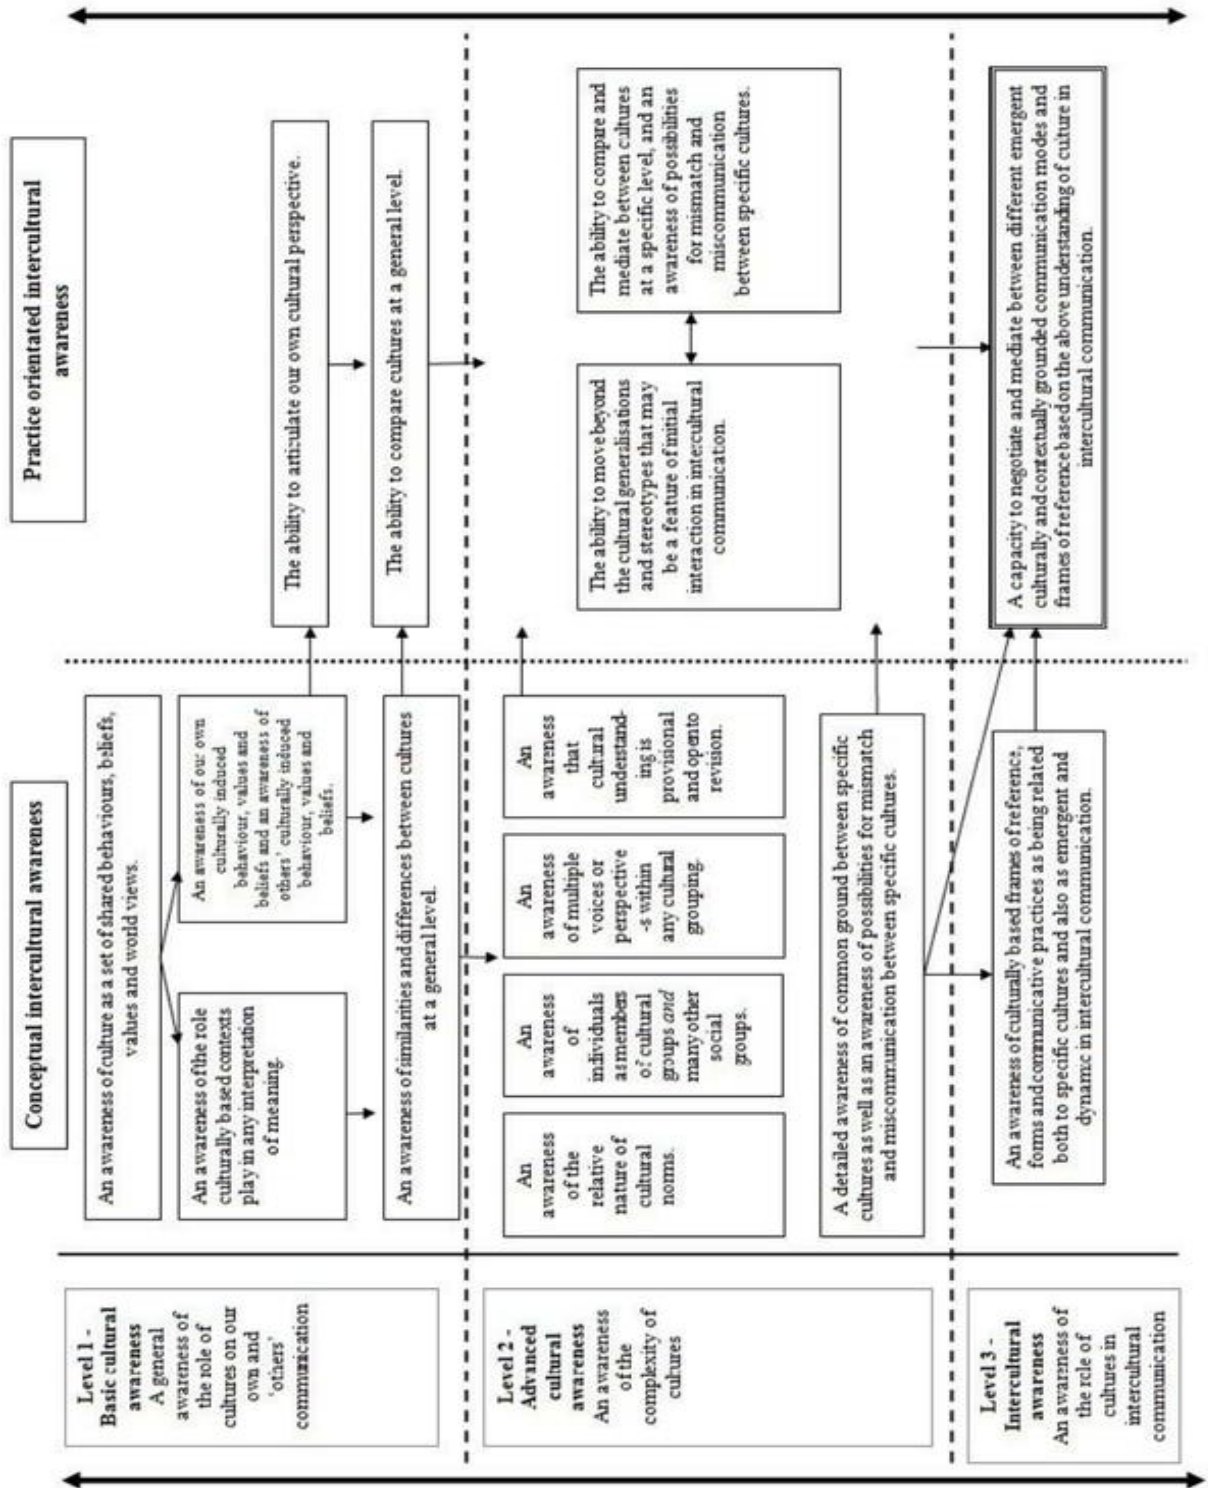 Conceptual intercultural awareness
Practice orientated intercultural
awareness
Level 1 -
Basic cultural
awareness
A general
awareness of
the role of
cultures on our
own and
'others'
communication
An awareness of culture as a set of shared behaviours, beliefs,
values and world views.
An awareness of the role
culturally based contexts
play in any interpretation
of meaning.
An awareness of our own
culturally induced
behaviour, values and
beliefs and an awareness of
others' culturally induced
behaviour, values and
beliefs.
An awareness of similarities and differences between cultures
at a general level.
The ability to articulate our own cultural perspective.
The ability to compare cultures at a general level.
Level 2 -
Advanced
cultural
awareness
An awareness
of the
complexity of
cultures
An
awareness
of the
relative
nature of
cultural
norms.
An
awareness
of
individuals
as members
of cultural
groups and
many other
social
groups.
An
awareness
of multiple
voices or
perspective
-s within
any cultural
grouping.
An
awareness
that
cultural
understand-
ing is
provisional
and open to
revision.
A detailed awareness of common ground between specific
cultures as well as an awareness of possibilities for mismatch
and miscommunication between specific cultures.
The ability to move beyond
the cultural generalisations
and stereotypes that may
be a feature of initial
interaction in intercultural
communication.
The ability to compare and
mediate between cultures
at a specific level, and an
awareness of possibilities
for mismatch and
miscommunication
between specific cultures.
Level 3 -
Intercultural
awareness
An awareness of
the role of
cultures in
intercultural
communication
An awareness of culturally based frames of reference,
forms and communicative practices as being related
both to specific cultures and also as emergent and
dynamic in intercultural communication.
A capacity to negotiate and mediate between different emergent
culturally and contextually grounded communication modes and
frames of reference based on the above understanding of culture in
intercultural communication.